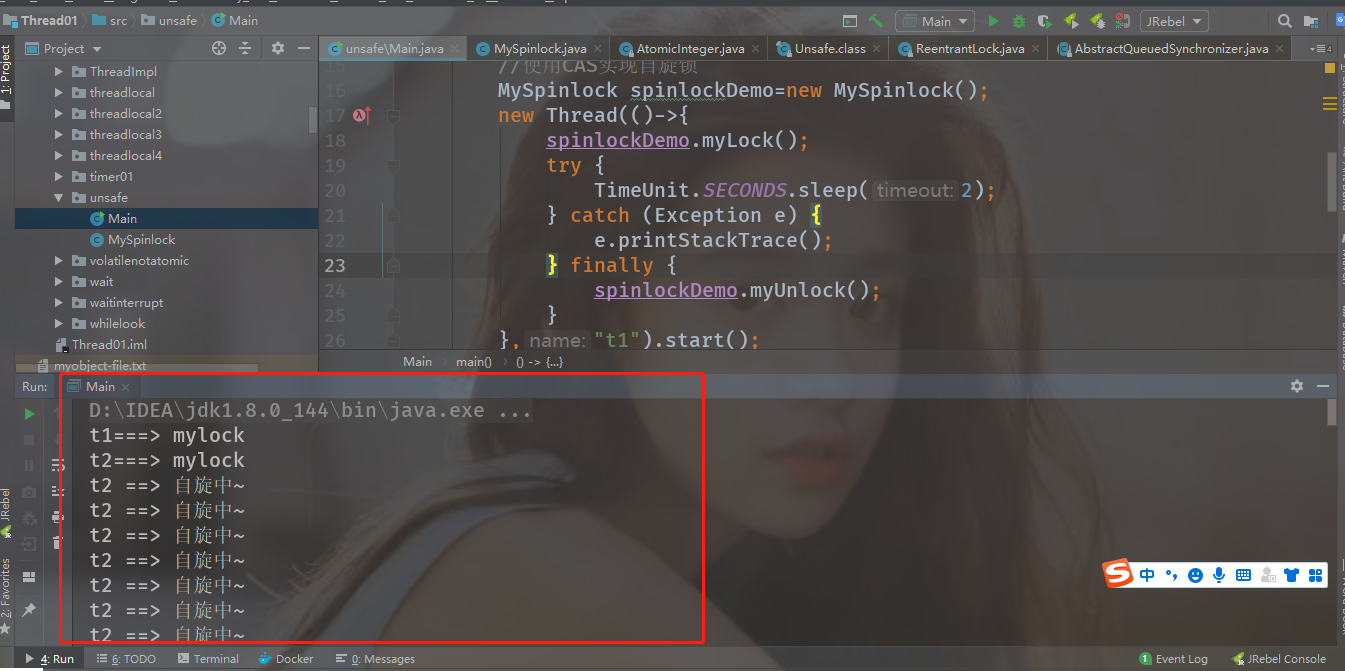 Thread01 src unsafe Main
Main JRebel
Project
unsafe\Main.java MySpinlock.java AtomicInteger.java Unsafe.class ReentrantLock.java AbstractQueuedSynchronizer.java 4
1: Project
ThreadImpl
threadlocal
threadlocal2
threadlocal3
threadlocal4
timer01
unsafe
Main
MySpinlock
volatilenotatomic
wait
waitinterrupt
whilelook
Thread01.iml
myobject-file.txt
15 //使用CAS实现自旋锁
16 MySpinlock spinlockDemo=new MySpinlock();
17 new Thread(()->{
18 spinlockDemo.myLock();
19 try {
20 TimeUnit.SECONDS.sleep( timeout: 2);
21 } catch (Exception e) {
22 e.printStackTrace();
23 } finally {
24 spinlockDemo.myUnlock();
25 }
26 }, name: "t1").start();
Main main() () -> {...}
Run: Main
D:\IDEA\jdk1.8.0_144\bin\java.exe ...
t1===> mylock
t2===> mylock
t2 ==> 自旋中~
t2 ==> 自旋中~
t2 ==> 自旋中~
t2 ==> 自旋中~
t2 ==> 自旋中~
t2 ==> 自旋中~
t2 ==> 自旋中~
JRebel
2: Favorites
S 中
4: Run 6: TODO Terminal Docker 0: Messages 1 Event Log JRebel Console